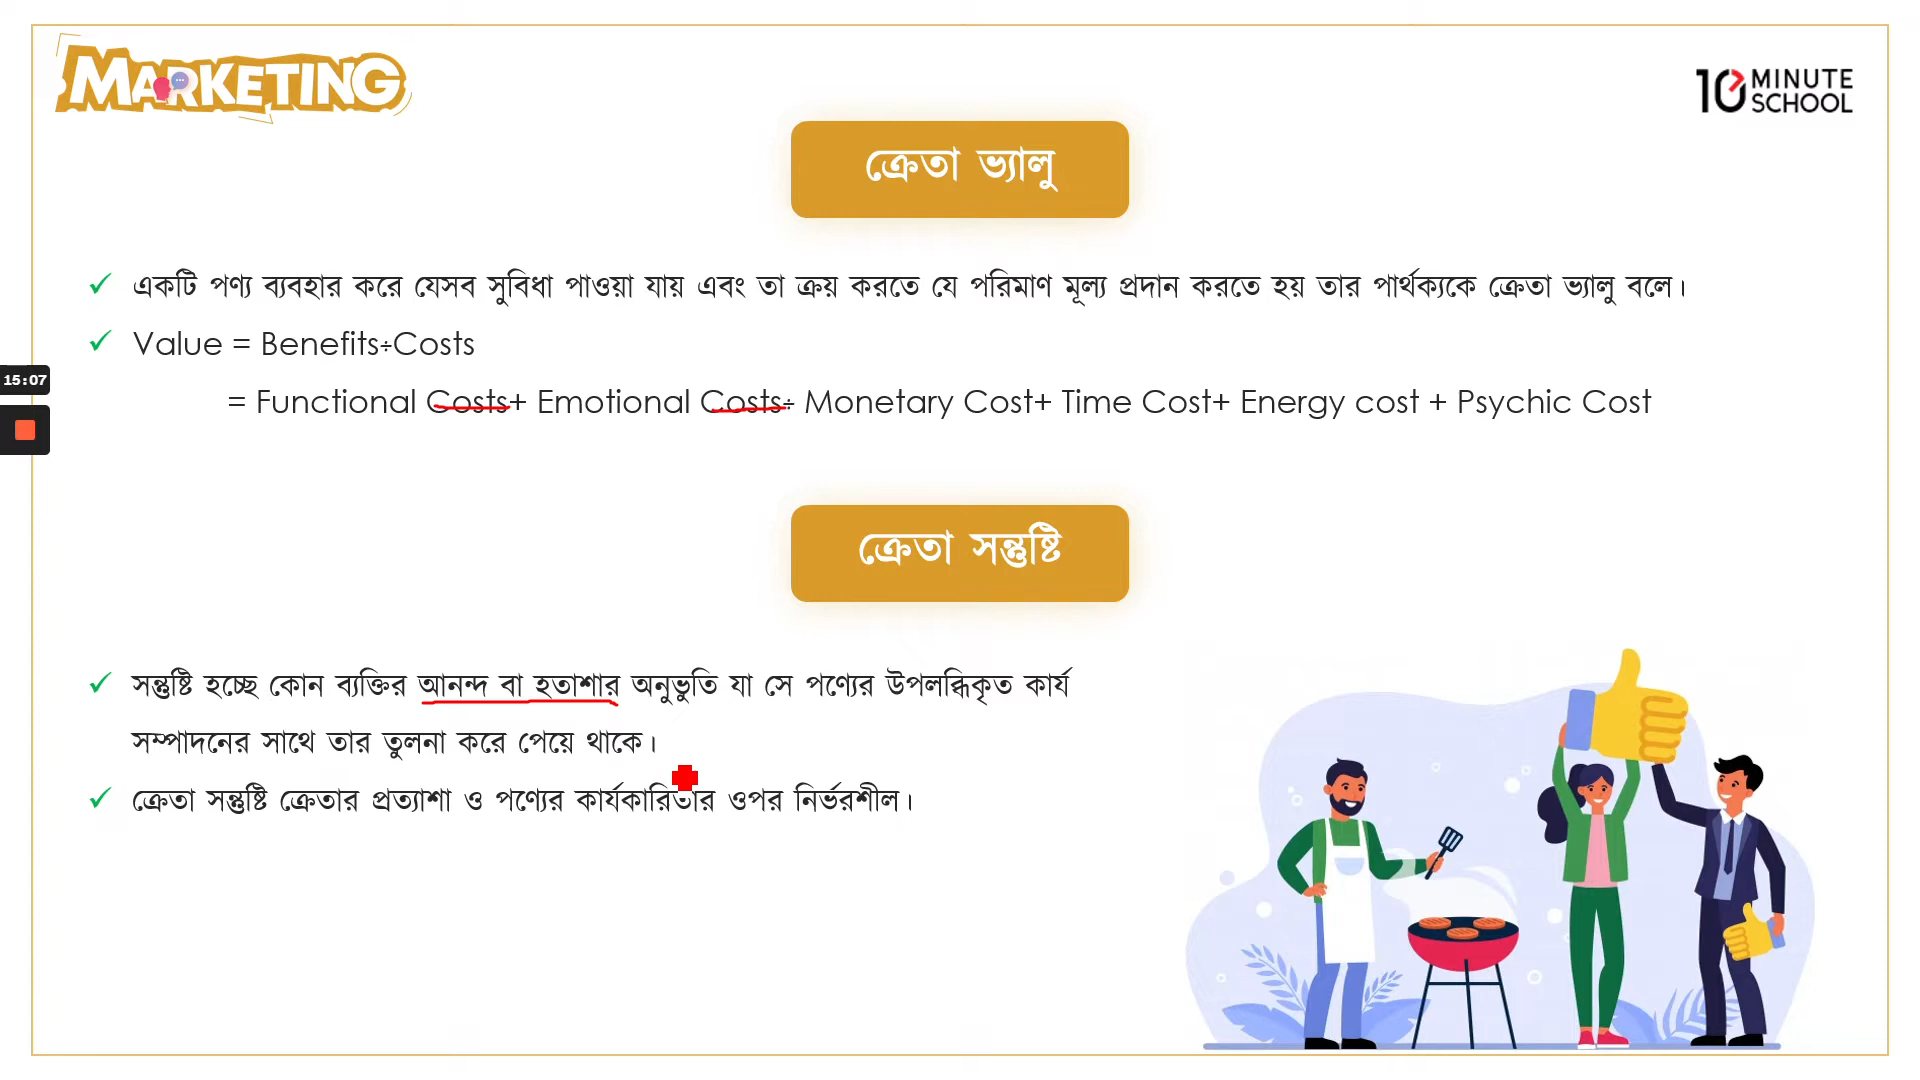 MARKETING
10 MINUTE
SCHOOL
ক্রেতা ভ্যালু
একটি পণ্য ব্যবহার করে যেসব সুবিধা পাওয়া যায় এবং তা ক্রয় করতে যে পরিমাণ মূল্য প্রদান করতে হয় তার পার্থক্যকে ক্রেতা ভ্যালু বলে।
Value = Benefits÷Costs
15:07
= Functional Costs+ Emotional Costs÷ Monetary Cost+ Time Cost+ Energy cost + Psychic Cost
ক্রেতা সন্তুষ্টি
সন্তুষ্টি হচ্ছে কোন ব্যক্তির আনন্দ বা হতাশার অনুভুতি যা সে পণ্যের উপলব্ধিকৃত কার্য
সম্পাদনের সাথে তার তুলনা করে পেয়ে থাকে।
ক্রেতা সন্তুষ্টি ক্রেতার প্রত্যাশা ও পণ্যের কার্যকারিতার ওপর নির্ভরশীল।